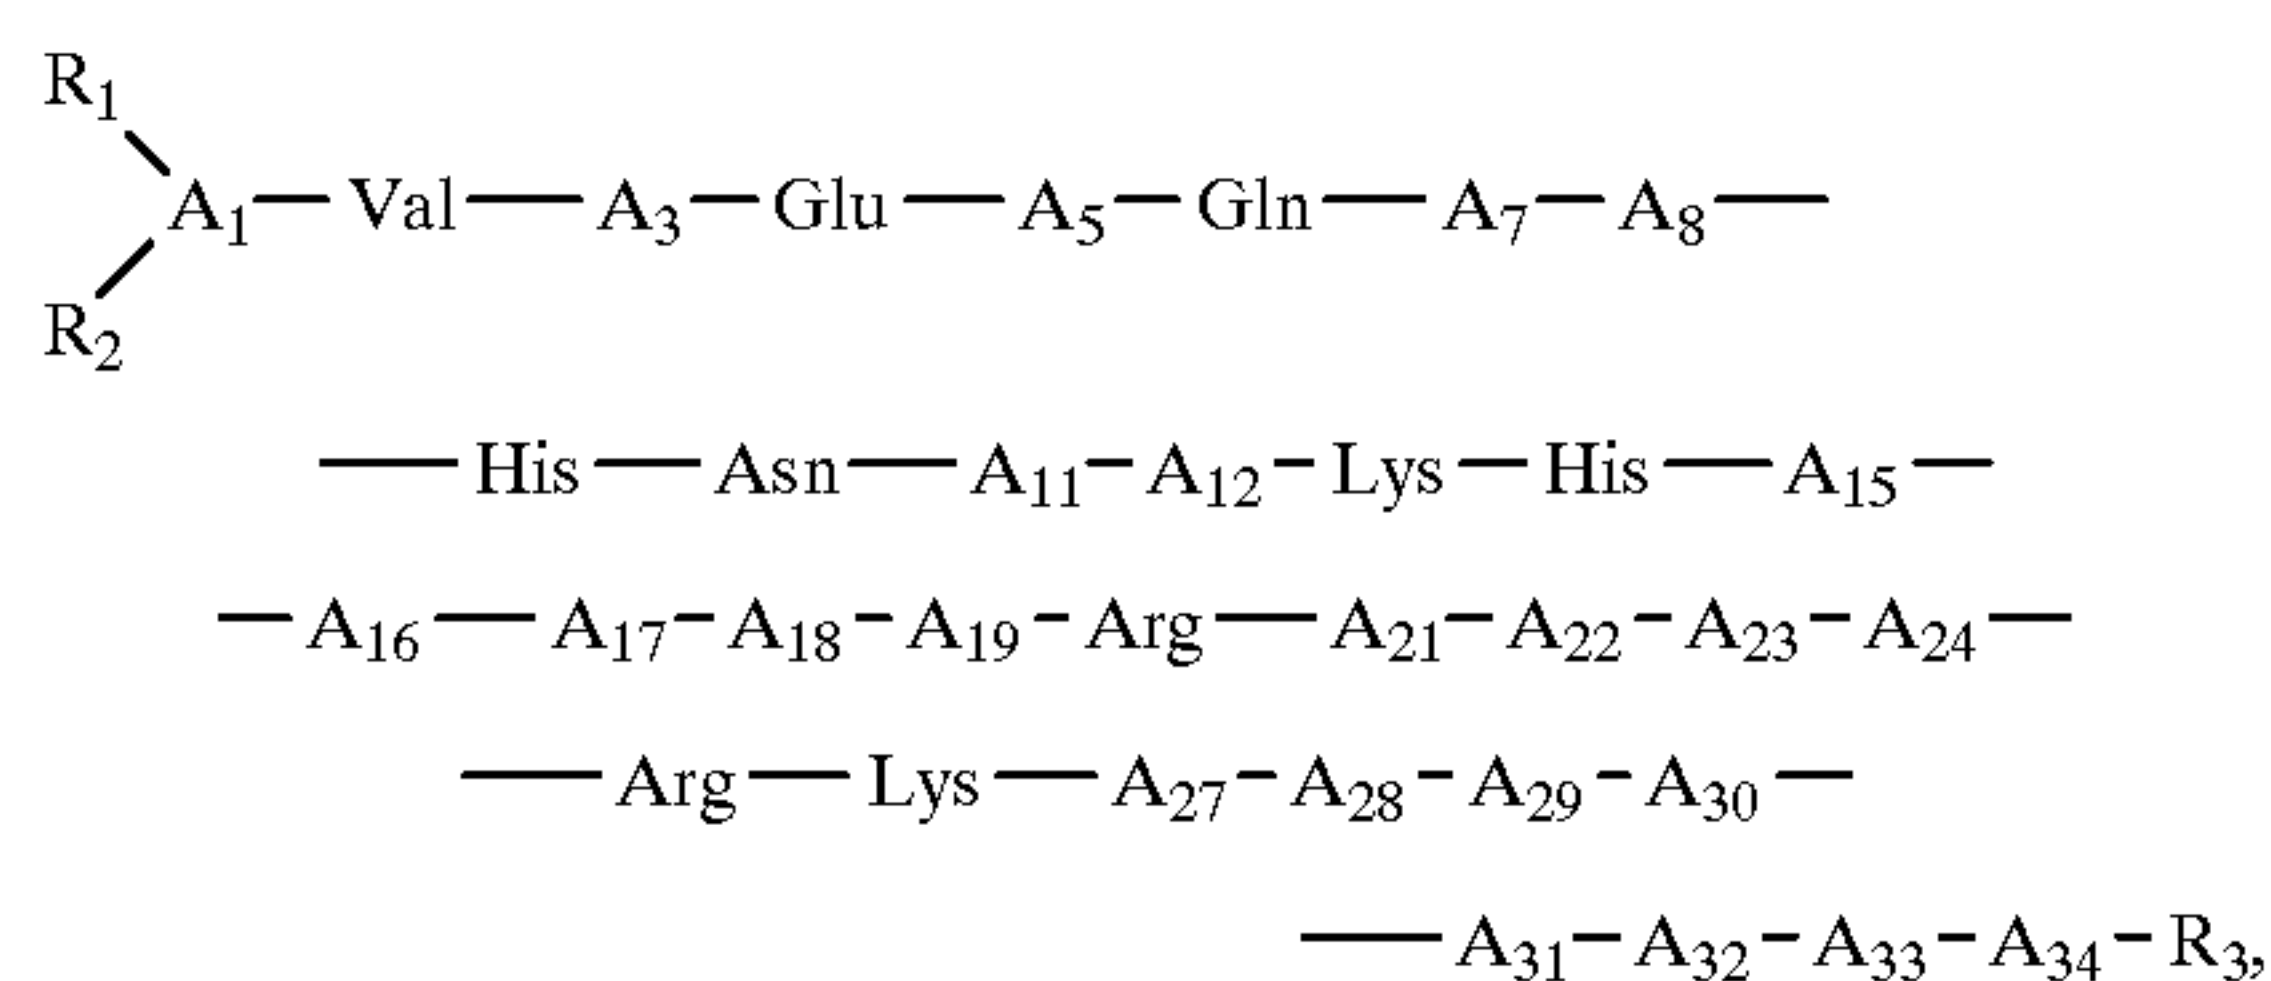 R₁
A₁—Val—A₃—Glu—A₅—Gln—A₇—A₈—
R₂
—His—Asn—A₁₁—A₁₂—Lys—His—A₁₅—
—A₁₆—A₁₇—A₁₈—A₁₉—Arg—A₂₁—A₂₂—A₂₃—A₂₄—
—Arg—Lys—A₂₇—A₂₈—A₂₉—A₃₀—
—A₃₁—A₃₂—A₃₃—A₃₄—R₃,